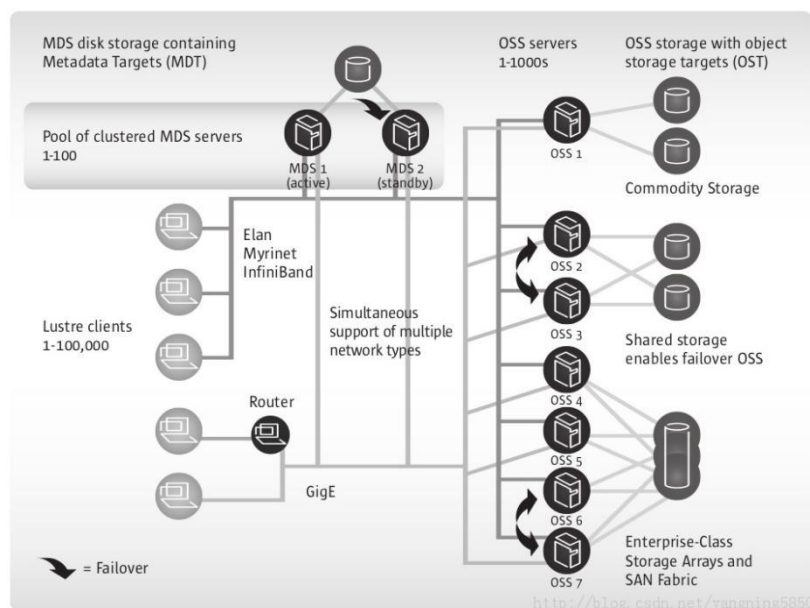 MDS disk storage containing
Metadata Targets (MDT)
OSS servers
1-1000s
OSS storage with object
storage targets (OST)
Pool of clustered MDS servers
1-100
MDS 1
(active)
MDS 2
(standby)
OSS 1
Commodity Storage
Elan
Myrinet
InfiniBand
OSS 2
Simultaneous
support of multiple
network types
Lustre clients
1-100,000
OSS 3
Shared storage
enables failover OSS
OSS 4
Router
OSS 5
GigE
OSS 6
Enterprise-Class
Storage Arrays and
SAN Fabric
= Failover
OSS 7